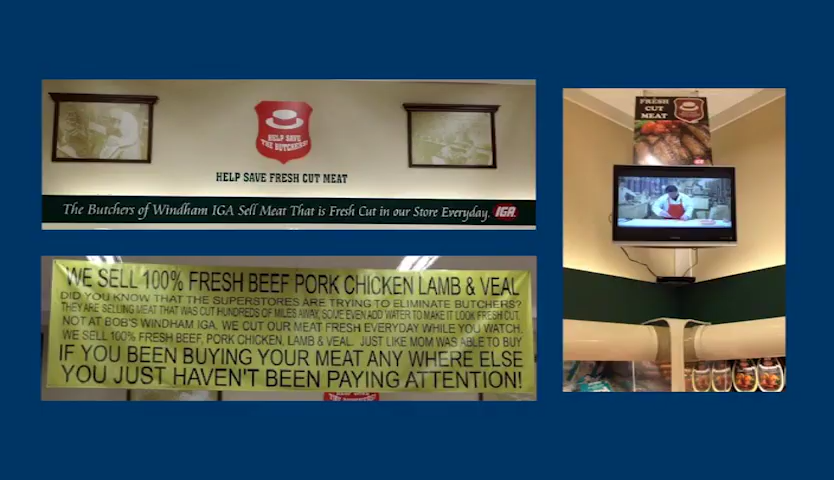 HELP SAVE
THE BUTCHERS!
HELP SAVE FRESH CUT MEAT
The Butchers of Windham IGA Sell Meat That is Fresh Cut in our Store Everyday. IGA
WE SELL 100% FRESH BEEF PORK CHICKEN LAMB & VEAL
DID YOU KNOW THAT THE SUPERSTORES ARE TRYING TO ELIMINATE BUTCHERS?
THEY ARE SELLING MEAT THAT WAS CUT HUNDREDS OF MILES AWAY, SOME EVEN ADD WATER TO MAKE IT LOOK FRESH CUT.
NOT AT BOB'S WINDHAM IGA. WE CUT OUR MEAT FRESH EVERYDAY WHILE YOU WATCH.
WE SELL 100% FRESH BEEF, PORK, CHICKEN, LAMB & VEAL. JUST LIKE MOM WAS ABLE TO BUY
IF YOU BEEN BUYING YOUR MEAT ANY WHERE ELSE
YOU JUST HAVEN'T BEEN PAYING ATTENTION!
FRESH
CUT
MEAT